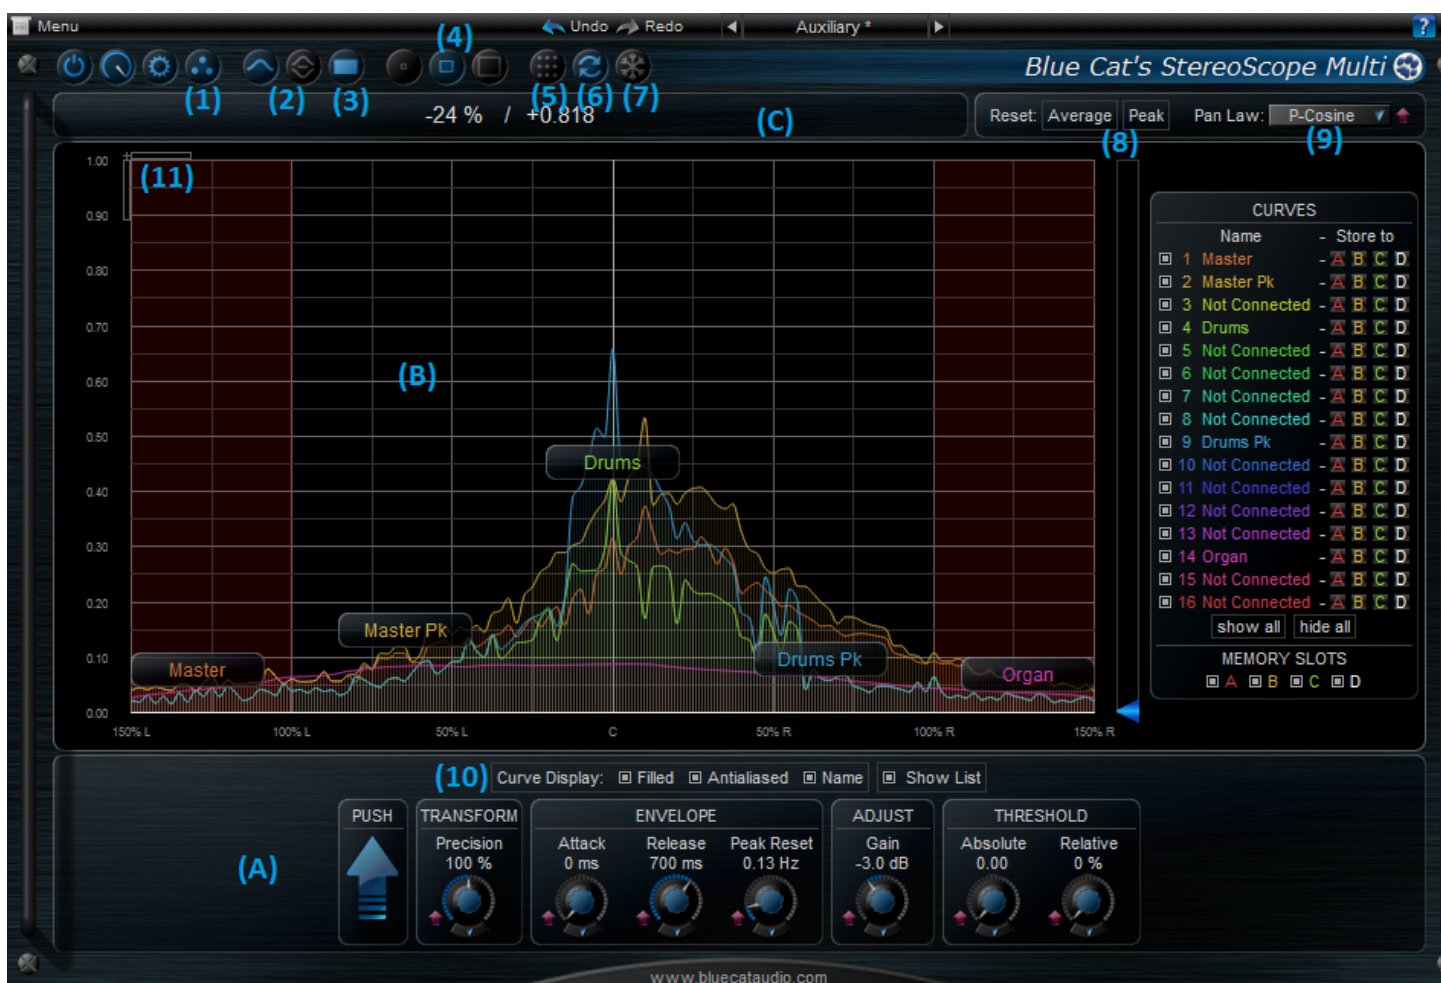 Menu
Undo Redo
Auxiliary *
?
(4)
Blue Cat's StereoScope Multi
(1) (2) (3) (5) (6) (7)
-24 % / +0.818
(C)
Reset: Average Peak Pan Law: P-Cosine
(8) (9)
(11)
(B)
1.00
0.90
0.80
0.70
0.60
0.50
0.40
0.30
0.20
0.10
0.00
Drums
Master Pk
Drums Pk
Master
Organ
150% L 100% L 50% L C 50% R 100% R 150% R
CURVES
Name - Store to
1 Master - A B C D
2 Master Pk - A B C D
3 Not Connected - A B C D
4 Drums - A B C D
5 Not Connected - A B C D
6 Not Connected - A B C D
7 Not Connected - A B C D
8 Not Connected - A B C D
9 Drums Pk - A B C D
10 Not Connected - A B C D
11 Not Connected - A B C D
12 Not Connected - A B C D
13 Not Connected - A B C D
14 Organ - A B C D
15 Not Connected - A B C D
16 Not Connected - A B C D
show all hide all
MEMORY SLOTS
A B C D
(10) Curve Display: Filled Antialiased Name Show List
(A)
PUSH
TRANSFORM
Precision
100 %
ENVELOPE
Attack Release Peak Reset
0 ms 700 ms 0.13 Hz
ADJUST
Gain
-3.0 dB
THRESHOLD
Absolute Relative
0.00 0 %
www.bluecataudio.com